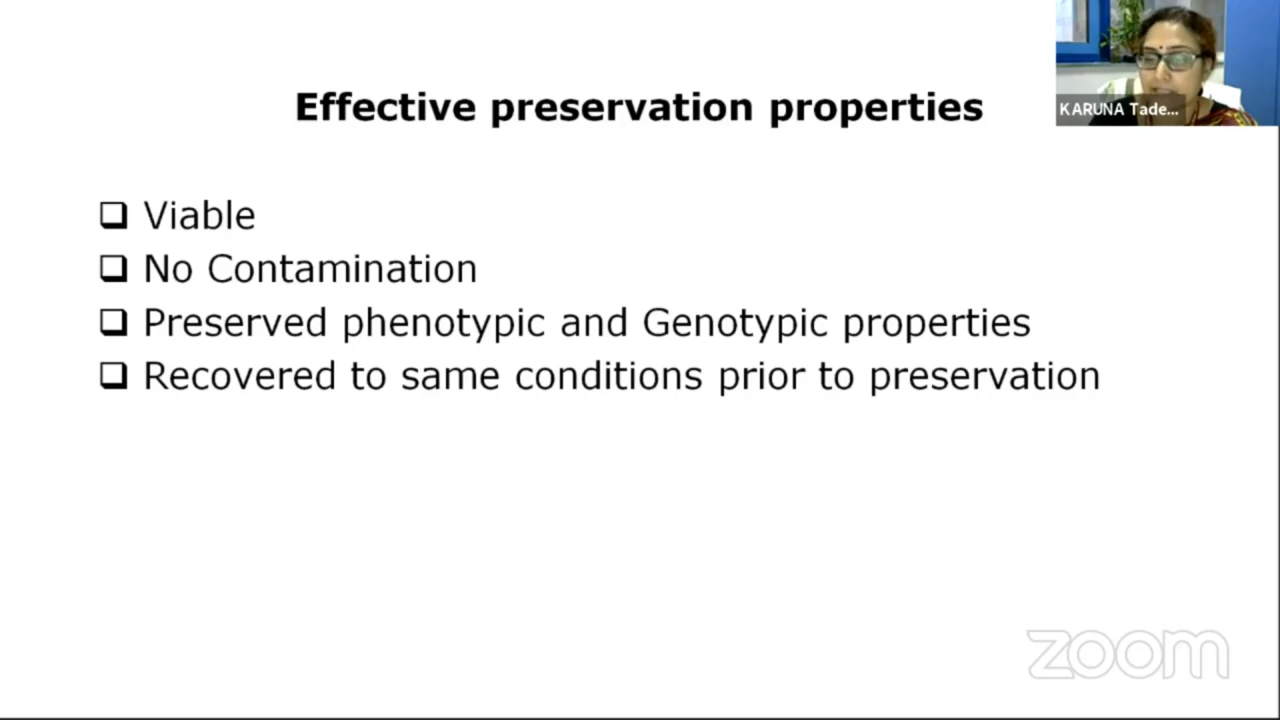 Effective preservation properties
KARUNA Tade...
Viable
No Contamination
Preserved phenotypic and Genotypic properties
Recovered to same conditions prior to preservation
zoom